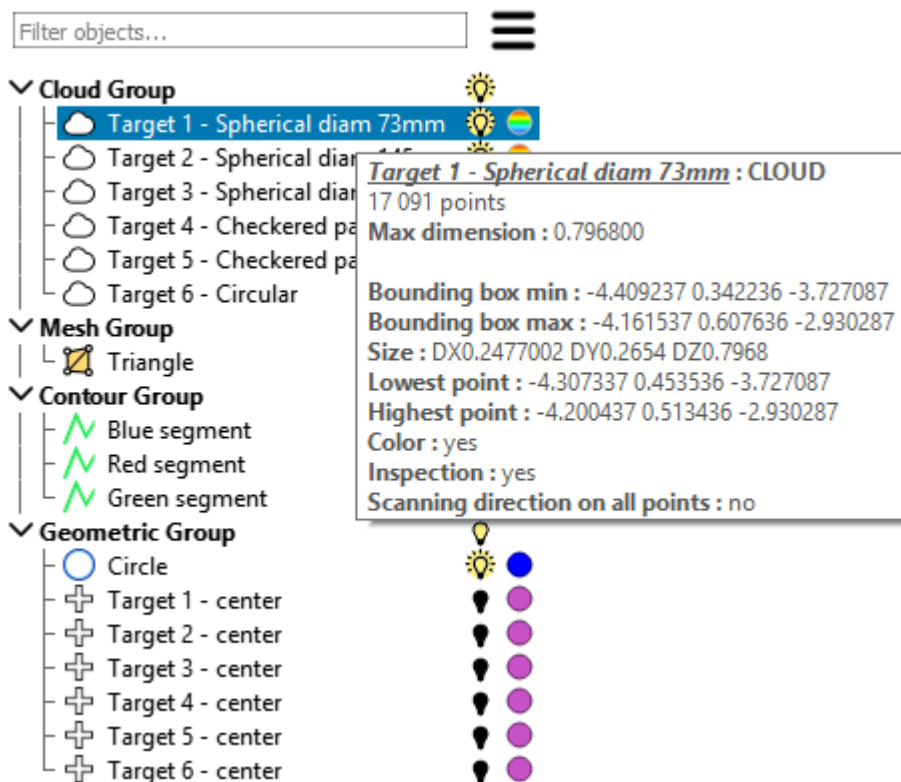 Filter objects...
Cloud Group
Target 1 - Spherical diam 73mm
Target 2 - Spherical diam
Target 3 - Spherical diam
Target 4 - Checkered pa
Target 5 - Checkered pa
Target 6 - Circular
Mesh Group
Triangle
Contour Group
Blue segment
Red segment
Green segment
Geometric Group
Circle
Target 1 - center
Target 2 - center
Target 3 - center
Target 4 - center
Target 5 - center
Target 6 - center
Target 1 - Spherical diam 73mm : CLOUD
17 091 points
Max dimension : 0.796800
Bounding box min : -4.409237 0.342236 -3.727087
Bounding box max : -4.161537 0.607636 -2.930287
Size : DX0.2477002 DY0.2654 DZ0.7968
Lowest point : -4.307337 0.453536 -3.727087
Highest point : -4.200437 0.513436 -2.930287
Color : yes
Inspection : yes
Scanning direction on all points : no